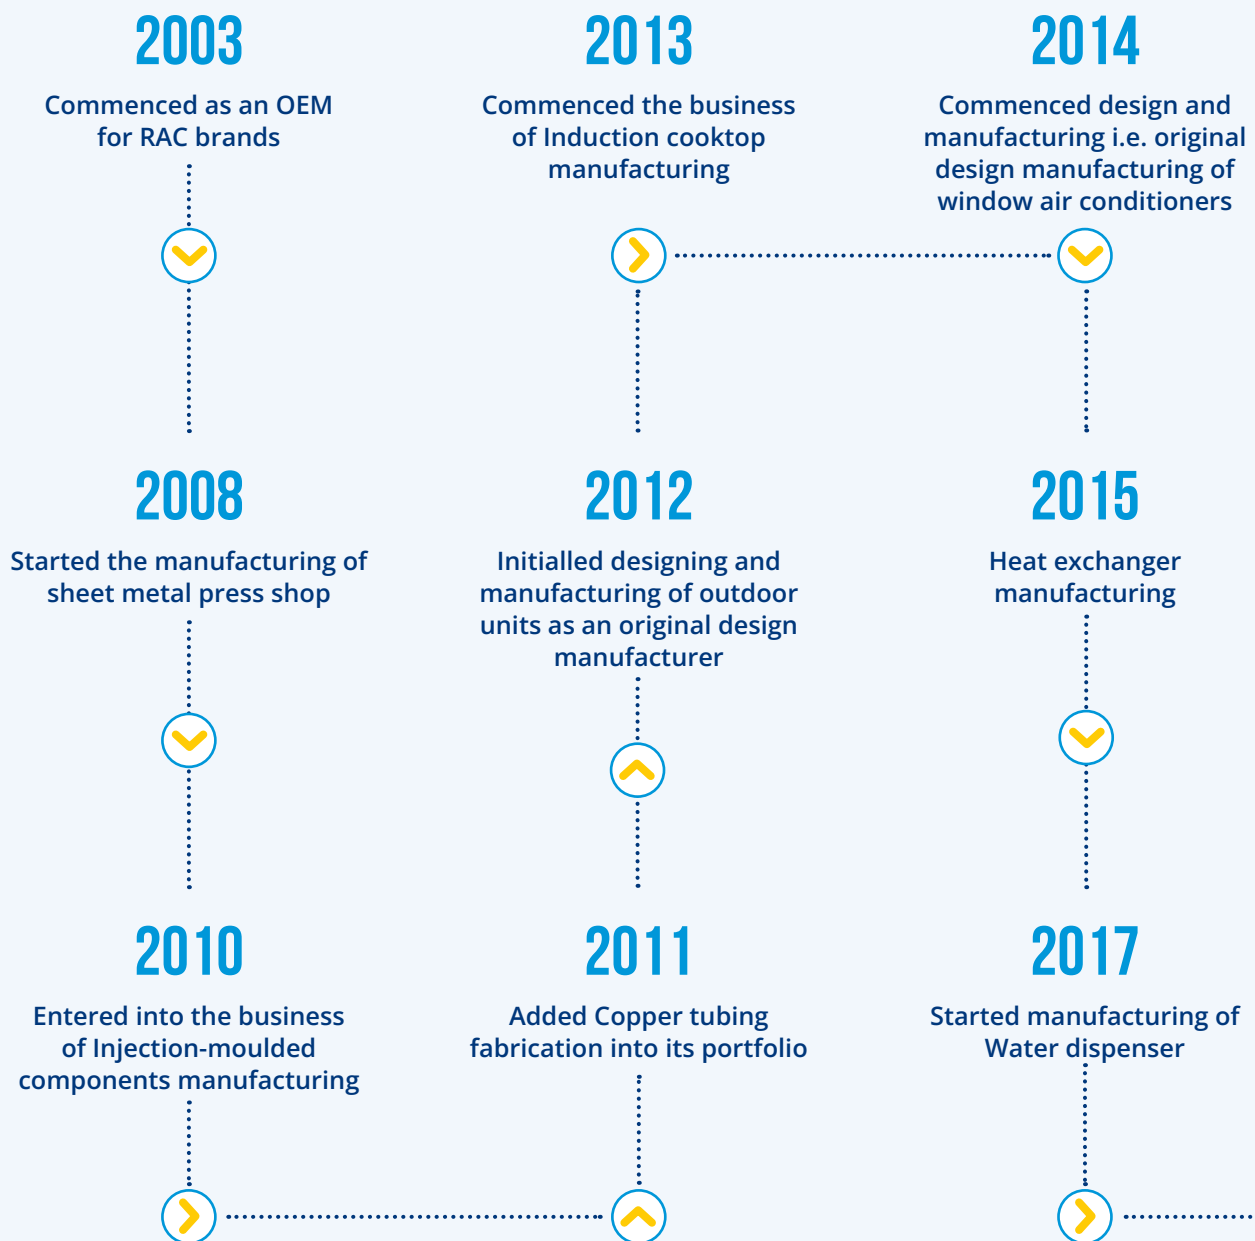 2003
Commenced as an OEM
for RAC brands
2008
Started the manufacturing of
sheet metal press shop
2010
Entered into the business
of Injection-moulded
components manufacturing
2011
Added Copper tubing
fabrication into its portfolio
2012
Initialled designing and
manufacturing of outdoor
units as an original design
manufacturer
2013
Commenced the business
of Induction cooktop
manufacturing
2014
Commenced design and
manufacturing i.e. original
design manufacturing of
window air conditioners
2015
Heat exchanger
manufacturing
2017
Started manufacturing of
Water dispenser